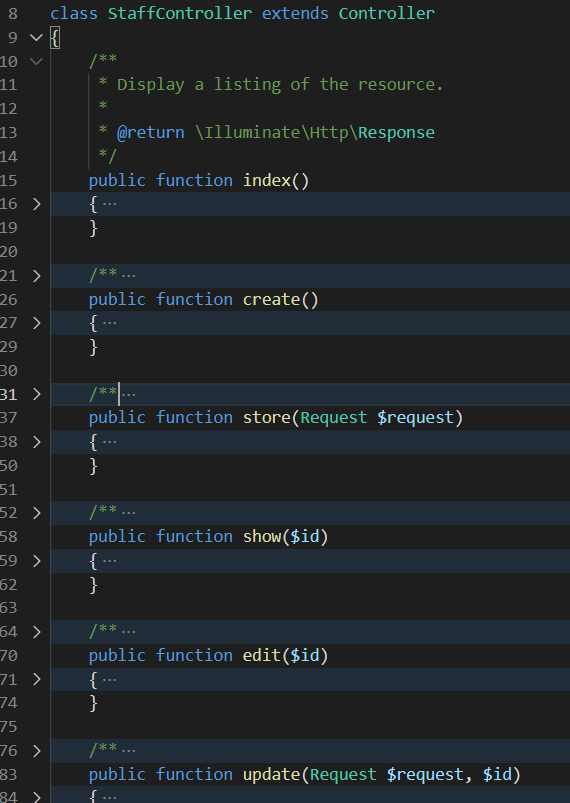 8 class StaffController extends Controller
9 {
10 /**
11 * Display a listing of the resource.
12 *
13 * @return \Illuminate\Http\Response
14 */
15 public function index()
16 { ···
19 }
20
21 /** ···
26 public function create()
27 { ···
29 }
30
31 /** ···
37 public function store(Request $request)
38 { ···
50 }
51
52 /** ···
58 public function show($id)
59 { ···
62 }
63
64 /** ···
70 public function edit($id)
71 { ···
74 }
75
76 /** ···
83 public function update(Request $request, $id)
84 { ···